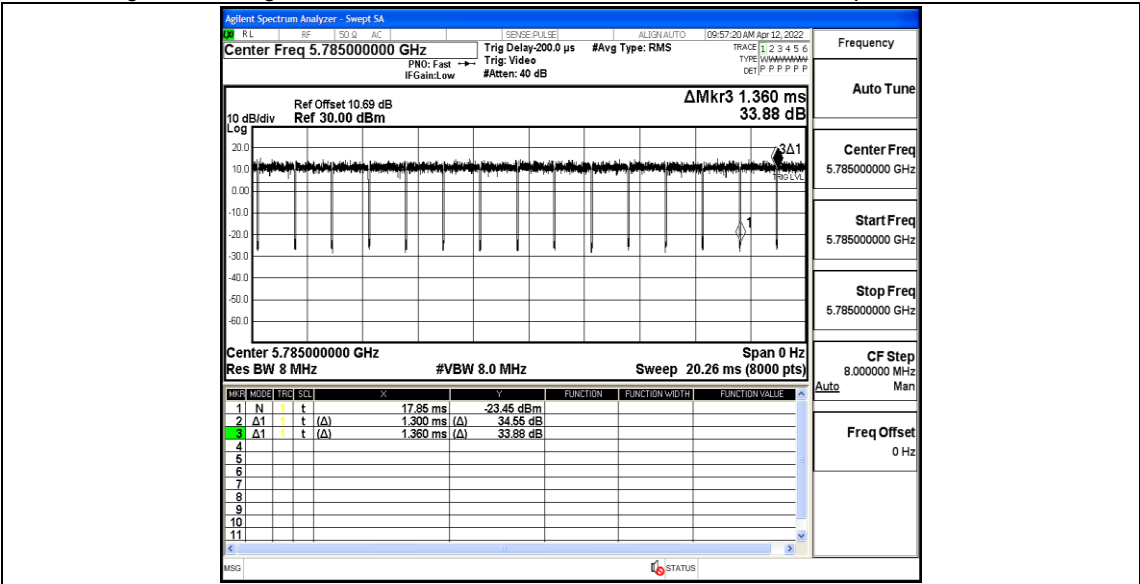 Agilent Spectrum Analyzer - Swept SA
RL RF 50 Ω AC SENSE:PULSE ALIGN AUTO 09:57:20 AM Apr 12, 2022
Center Freq 5.785000000 GHz
PNO: Fast
IFGain:Low
Trig Delay-200.0 µs
Trig: Video
#Atten: 40 dB
#Avg Type: RMS
TRACE 1 2 3 4 5 6
TYPE
DET P P P P P P
Frequency
Auto Tune
Center Freq
5.785000000 GHz
Start Freq
5.785000000 GHz
Stop Freq
5.785000000 GHz
CF Step
8.000000 MHz
Auto Man
Freq Offset
0 Hz
ΔMkr3 1.360 ms
33.88 dB
Ref Offset 10.69 dB
10 dB/div Ref 30.00 dBm
Log
20.0
10.0
0.00
-10.0
-20.0
-30.0
-40.0
-50.0
-60.0
3Δ1
TRIG LVL
1
Center 5.785000000 GHz Span 0 Hz
Res BW 8 MHz #VBW 8.0 MHz Sweep 20.26 ms (8000 pts)
MKR MODE TRC SCL X Y FUNCTION FUNCTION WIDTH FUNCTION VALUE
1 N t 17.85 ms -23.45 dBm
2 Δ1 t (Δ) 1.300 ms (Δ) 34.55 dB
3 Δ1 t (Δ) 1.360 ms (Δ) 33.88 dB
4
5
6
7
8
9
10
11
MSG STATUS